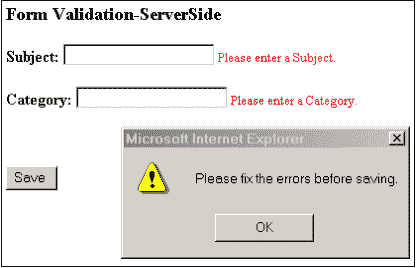 Form Validation-ServerSide
Subject: Please enter a Subject.
Category: Please enter a Category.
Microsoft Internet Explorer
Please fix the errors before saving.
Save
OK